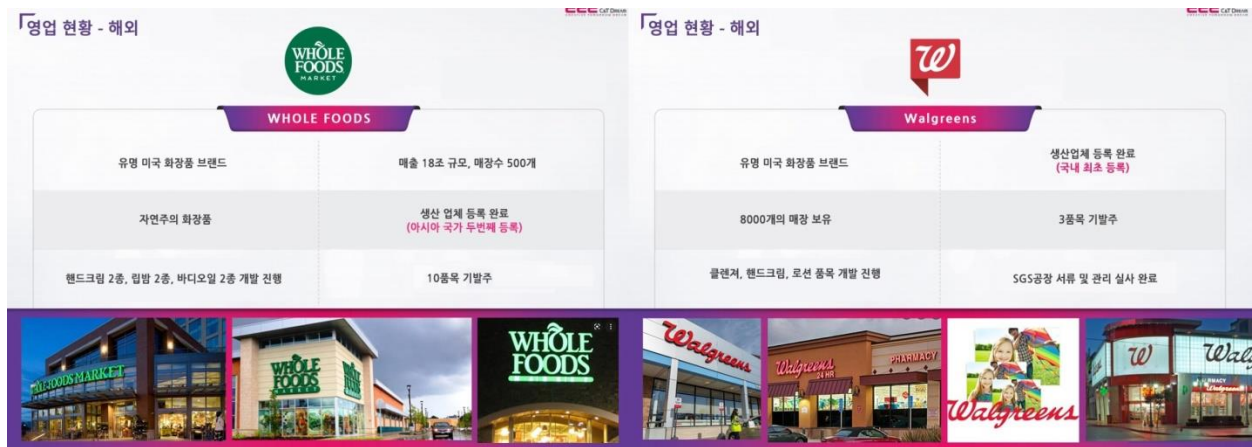 영업 현황 - 해외
C&T DREAM
WHOLE
FOODS
MARKET
WHOLE FOODS
유명 미국 화장품 브랜드
매출 18조 규모, 매장수 500개
자연주의 화장품
생산 업체 등록 완료
(아시아 국가 두번째 등록)
핸드크림 2종, 립밤 2종, 바디오일 2종 개발 진행
10품목 기발주
WHOLE FOODS MARKET
WHOLE
FOODS
WHOLE
FOODS
영업 현황 - 해외
C&T DREAM
W
Walgreens
유명 미국 화장품 브랜드
생산업체 등록 완료
(국내 최초 등록)
8000개의 매장 보유
3품목 기발주
클렌져, 핸드크림, 로션 품목 개발 진행
SGS공장 서류 및 관리 실사 완료
Walgreens
Walgreens
24 HR
PHARMACY
Walgreens
W
Walg